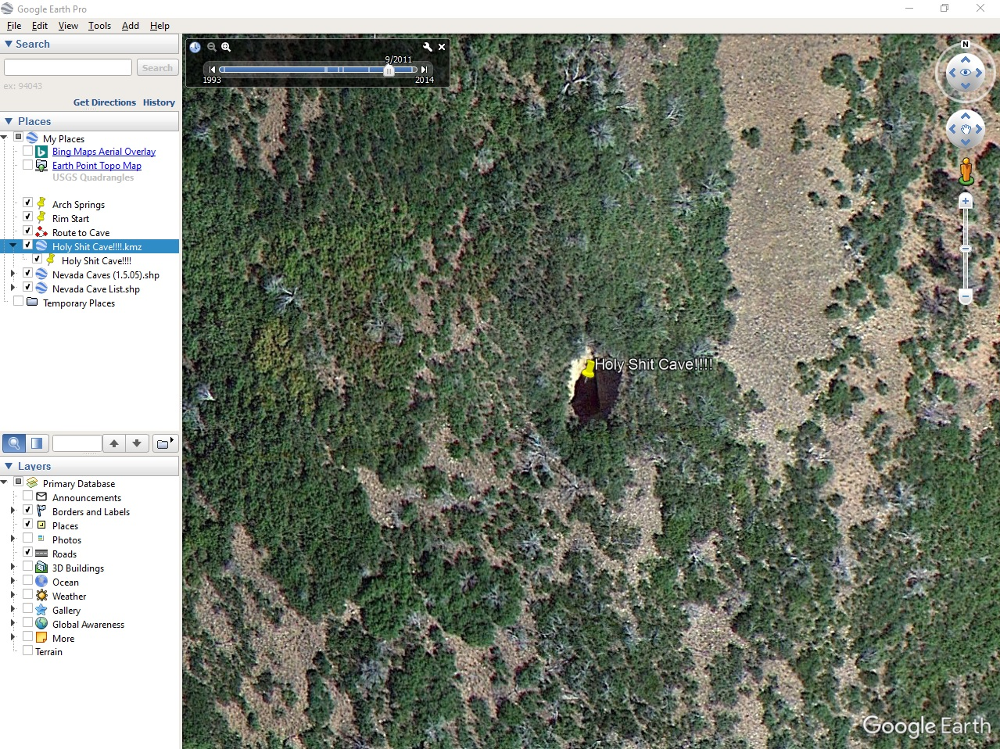 Google Earth Pro
File Edit View Tools Add Help
Search
Search
ex: 94043
Get Directions History
Places
My Places
Bing Maps Aerial Overlay
Earth Point Topo Map
USGS Quadrangles
Arch Springs
Rim Start
Route to Cave
Holy Shit Cave!!!!.kmz
Holy Shit Cave!!!!
Nevada Caves (1.5.05).shp
Nevada Cave List.shp
Temporary Places
Layers
Primary Database
Announcements
Borders and Labels
Places
Photos
Roads
3D Buildings
Ocean
Weather
Gallery
Global Awareness
More
Terrain
9/2011
1993 2014
N
Holy Shit Cave!!!!
Google Earth